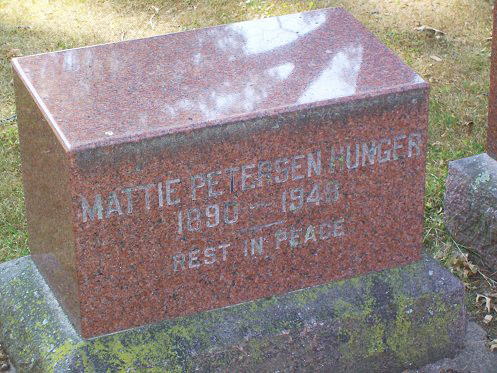 MATTIE PETERSEN HUNGER
1890 — 1948
REST IN PEACE